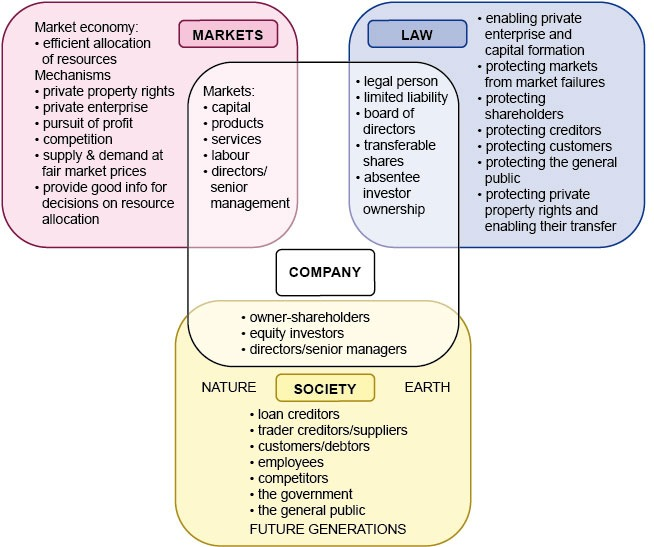 MARKETS
Market economy:
• efficient allocation
of resources
Mechanisms
• private property rights
• private enterprise
• pursuit of profit
• competition
• supply & demand at
fair market prices
• provide good info for
decisions on resource
allocation
Markets:
• capital
• products
• services
• labour
• directors/
senior
management
LAW
• legal person
• limited liability
• board of
directors
• transferable
shares
• absentee
investor
ownership
• enabling private
enterprise and
capital formation
• protecting markets
from market failures
• protecting
shareholders
• protecting creditors
• protecting customers
• protecting the general
public
• protecting private
property rights and
enabling their transfer
COMPANY
• owner-shareholders
• equity investors
• directors/senior managers
NATURE
SOCIETY
EARTH
• loan creditors
• trader creditors/suppliers
• customers/debtors
• employees
• competitors
• the government
• the general public
FUTURE GENERATIONS